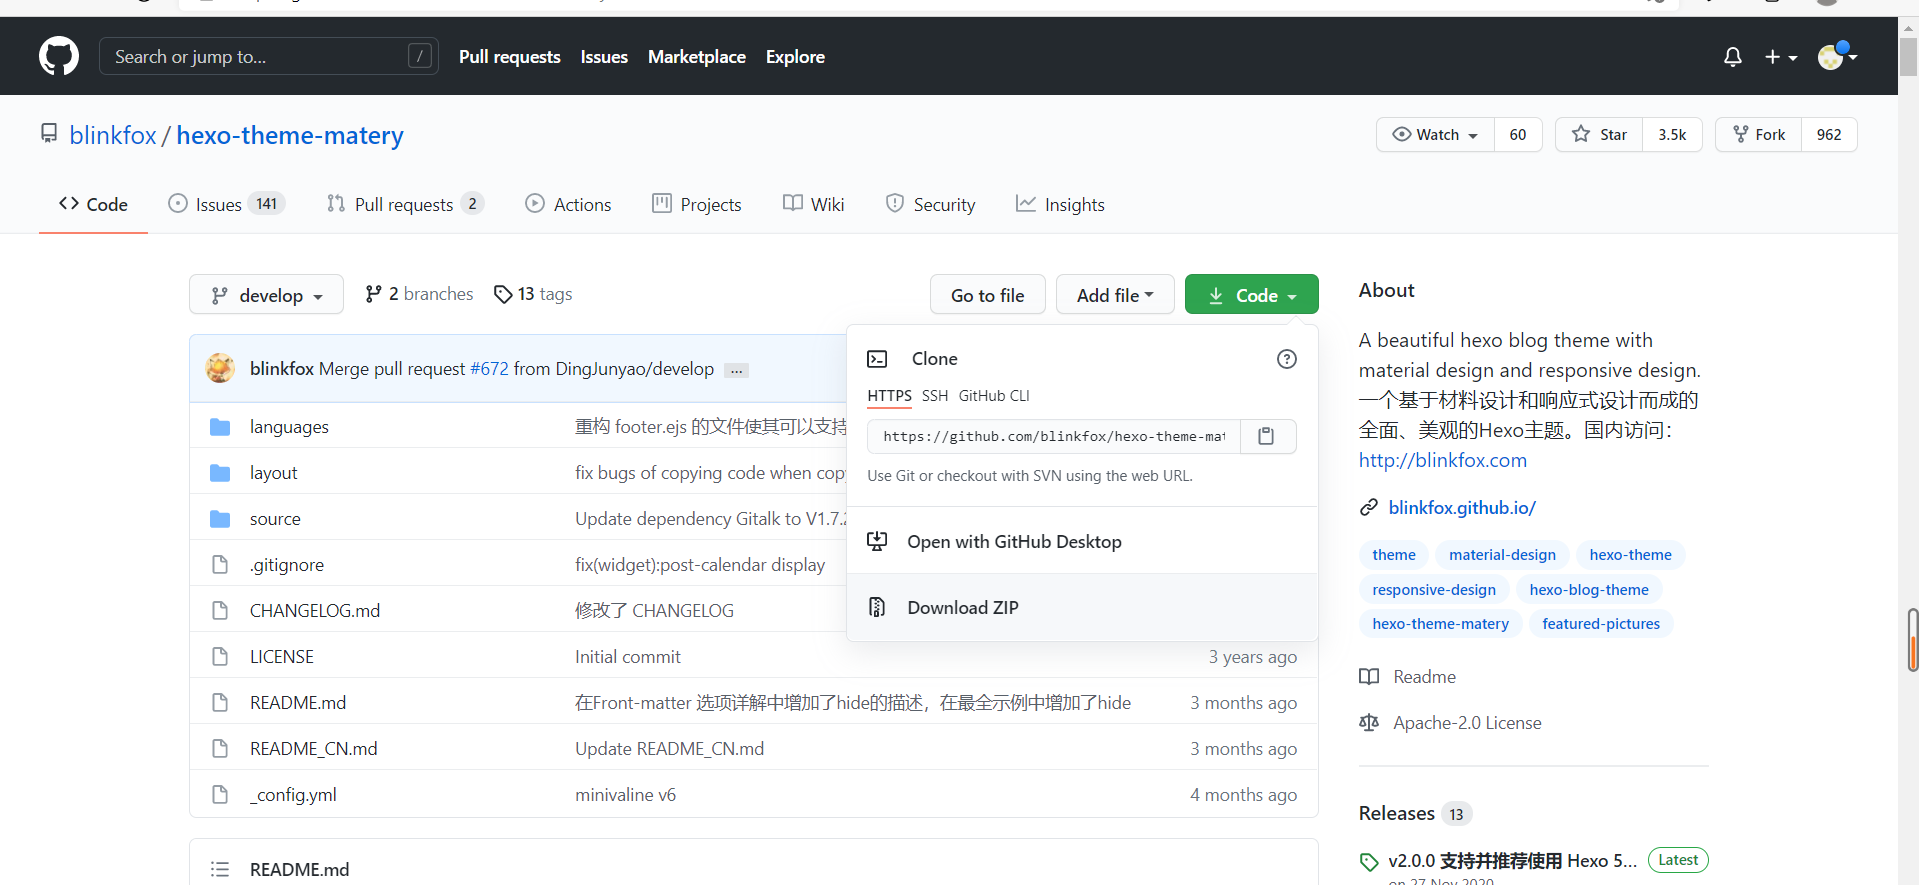 Search or jump to... /
Pull requests Issues Marketplace Explore
blinkfox / hexo-theme-matery
Watch 60 Star 3.5k Fork 962
Code Issues 141 Pull requests 2 Actions Projects Wiki Security Insights
develop 2 branches 13 tags Go to file Add file Code
blinkfox Merge pull request #672 from DingJunyao/develop ...
languages 重构 footer.ejs 的文件使其可以支持
layout fix bugs of copying code when cop
source Update dependency Gitalk to V1.7.2
.gitignore fix(widget):post-calendar display
CHANGELOG.md 修改了 CHANGELOG
LICENSE Initial commit 3 years ago
README.md 在Front-matter 选项详解中增加了hide的描述，在最全示例中增加了hide 3 months ago
README_CN.md Update README_CN.md 3 months ago
_config.yml minivaline v6 4 months ago
README.md
Clone
HTTPS SSH GitHub CLI
https://github.com/blinkfox/hexo-theme-mat
Use Git or checkout with SVN using the web URL.
Open with GitHub Desktop
Download ZIP
About
A beautiful hexo blog theme with
material design and responsive design.
一个基于材料设计和响应式设计而成的
全面、美观的Hexo主题。国内访问：
http://blinkfox.com
blinkfox.github.io/
theme material-design hexo-theme
responsive-design hexo-blog-theme
hexo-theme-matery featured-pictures
Readme
Apache-2.0 License
Releases 13
v2.0.0 支持并推荐使用 Hexo 5... Latest
on 27 Nov 2020